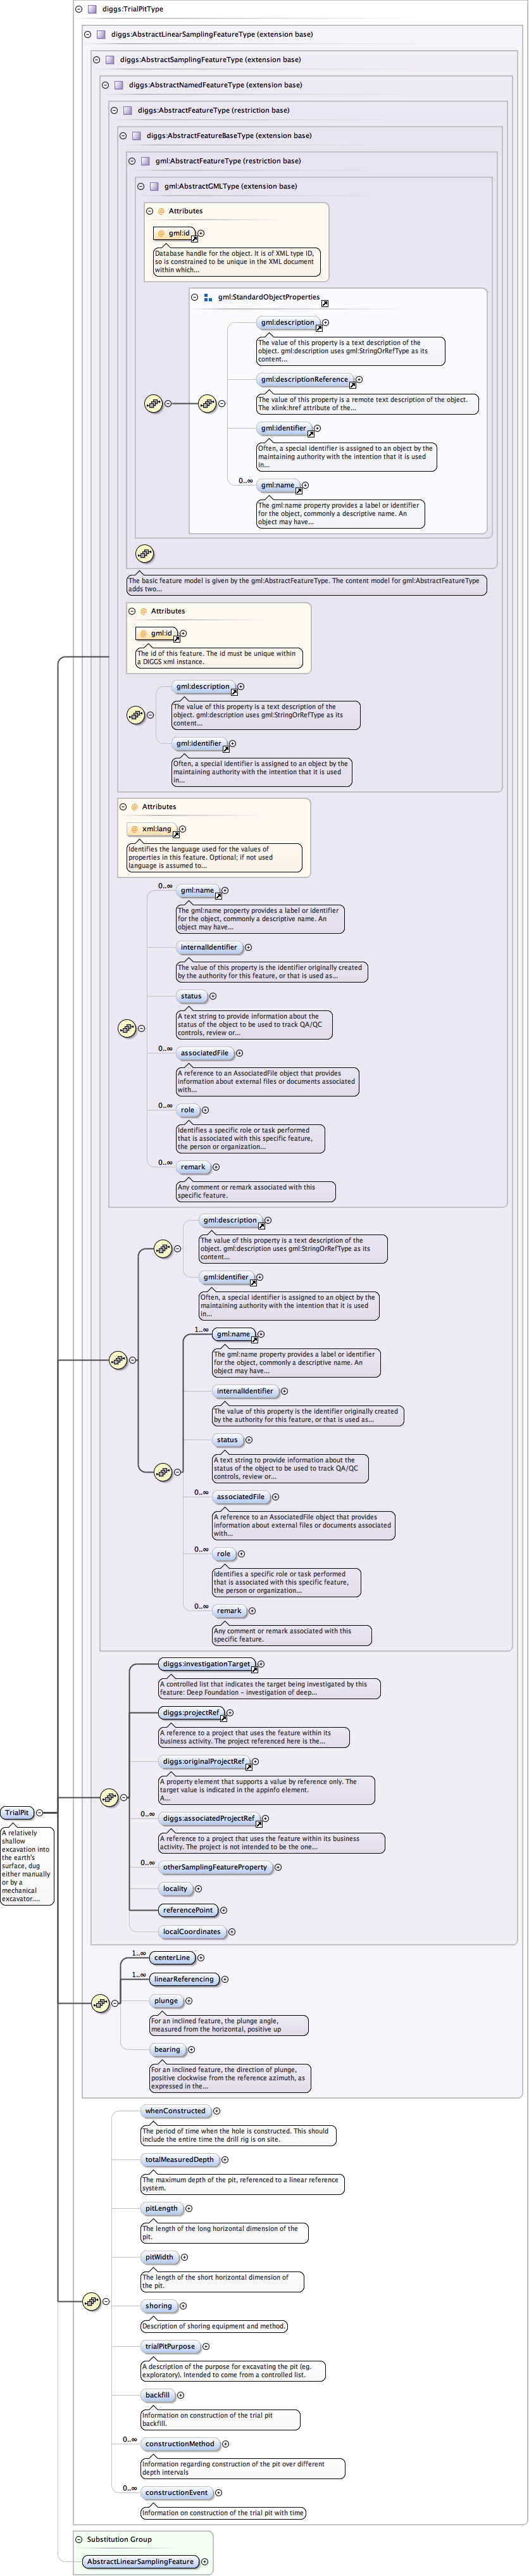 diggs:TrialPitType
diggs:AbstractLinearSamplingFeatureType (extension base)
diggs:AbstractSamplingFeatureType (extension base)
diggs:AbstractNamedFeatureType (extension base)
diggs:AbstractFeatureType (restriction base)
diggs:AbstractFeatureBaseType (extension base)
gml:AbstractFeatureType (restriction base)
gml:AbstractGMLType (extension base)
@ Attributes
@ gml:id
Database handle for the object. It is of XML type ID,
so is constrained to be unique in the XML document
within which...
gml:StandardObjectProperties
gml:description
The value of this property is a text description of the
object. gml:description uses gml:StringOrRefType as its
content...
gml:descriptionReference
The value of this property is a remote text description of the object.
The xlink:href attribute of the...
gml:identifier
Often, a special identifier is assigned to an object by the
maintaining authority with the intention that it is used
in...
0..∞
gml:name
The gml:name property provides a label or identifier
for the object, commonly a descriptive name. An
object may have...
The basic feature model is given by the gml:AbstractFeatureType. The content model for gml:AbstractFeatureType
adds two...
@ Attributes
@ gml:id
The id of this feature. The id must be unique within
a DIGGS xml instance.
gml:description
The value of this property is a text description of the
object. gml:description uses gml:StringOrRefType as its
content...
gml:identifier
Often, a special identifier is assigned to an object by the
maintaining authority with the intention that it is used
in...
@ Attributes
@ xml:lang
Identifies the language used for the values of
properties in this feature. Optional; if not used
language is assumed to...
0..∞
gml:name
The gml:name property provides a label or identifier
for the object, commonly a descriptive name. An
object may have...
internalIdentifier
The value of this property is the identifier originally created
by the authority for this feature, or that is used as...
status
A text string to provide information about the
status of the object to be used to track QA/QC
controls, review or...
0..∞
associatedFile
A reference to an AssociatedFile object that provides
information about external files or documents associated
with...
0..∞
role
Identifies a specific role or task performed
that is associated with this specific feature,
the person or organization...
0..∞
remark
Any comment or remark associated with this
specific feature.
gml:description
The value of this property is a text description of the
object. gml:description uses gml:StringOrRefType as its
content...
gml:identifier
Often, a special identifier is assigned to an object by the
maintaining authority with the intention that it is used
in...
1..∞
gml:name
The gml:name property provides a label or identifier
for the object, commonly a descriptive name. An
object may have...
internalIdentifier
The value of this property is the identifier originally created
by the authority for this feature, or that is used as...
status
A text string to provide information about the
status of the object to be used to track QA/QC
controls, review or...
0..∞
associatedFile
A reference to an AssociatedFile object that provides
information about external files or documents associated
with...
0..∞
role
Identifies a specific role or task performed
that is associated with this specific feature,
the person or organization...
0..∞
remark
Any comment or remark associated with this
specific feature.
diggs:investigationTarget
A controlled list that indicates the target being investigated by this
feature: Deep Foundation – investigation of deep...
diggs:projectRef
A reference to a project that uses the feature within its
business activity. The project referenced here is the...
diggs:originalProjectRef
A property element that supports a value by reference only. The
target value is indicated in the appinfo element.
A...
0..∞
diggs:associatedProjectRef
A reference to a project that uses the feature within its business
activity. The project is not intended to be the one...
0..∞
otherSamplingFeatureProperty
locality
referencePoint
localCoordinates
TrialPit
A relatively
shallow
excavation into
the earth's
surface, dug
either manually
or by a
mechanical
excavator....
1..∞
centerLine
1..∞
linearReferencing
plunge
For an inclined feature, the plunge angle,
measured from the horizontal, positive up
bearing
For an inclined feature, the direction of plunge,
positive clockwise from the reference azimuth, as
expressed in the...
whenConstructed
The period of time when the hole is constructed. This should
include the entire time the drill rig is on site.
totalMeasuredDepth
The maximum depth of the pit, referenced to a linear reference
system.
pitLength
The length of the long horizontal dimension of the
pit.
pitWidth
The length of the short horizontal dimension of
the pit.
shoring
Description of shoring equipment and method.
trialPitPurpose
A description of the purpose for excavating the pit (eg.
exploratory). Intended to come from a controlled list.
backfill
Information on construction of the trial pit
backfill.
0..∞
constructionMethod
Information regarding construction of the pit over different
depth intervals
0..∞
constructionEvent
Information on construction of the trial pit with time
Substitution Group
AbstractLinearSamplingFeature